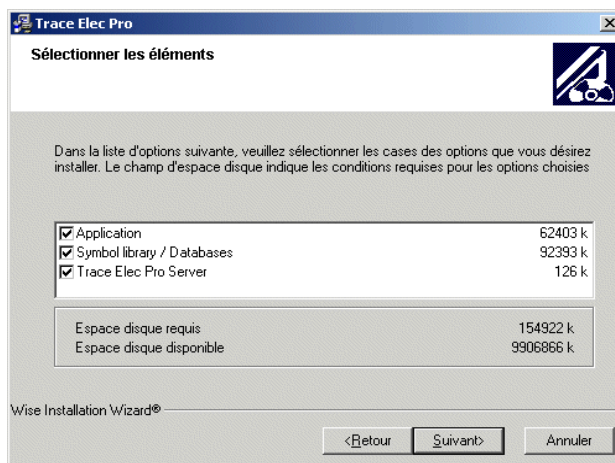 Trace Elec Pro
Sélectionner les éléments
Dans la liste d'options suivante, veuillez sélectionner les cases des options que vous désirez
installer. Le champ d'espace disque indique les conditions requises pour les options choisies
Application 62403 k
Symbol library / Databases 92393 k
Trace Elec Pro Server 126 k
Espace disque requis 154922 k
Espace disque disponible 9906866 k
Wise Installation Wizard®
<Retour Suivant> Annuler